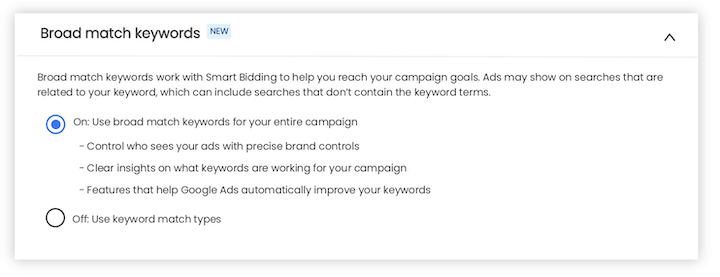 Broad match keywords NEW
Broad match keywords work with Smart Bidding to help you reach your campaign goals. Ads may show on searches that are
related to your keyword, which can include searches that don't contain the keyword terms.
On: Use broad match keywords for your entire campaign
- Control who sees your ads with precise brand controls
- Clear insights on what keywords are working for your campaign
- Features that help Google Ads automatically improve your keywords
Off: Use keyword match types